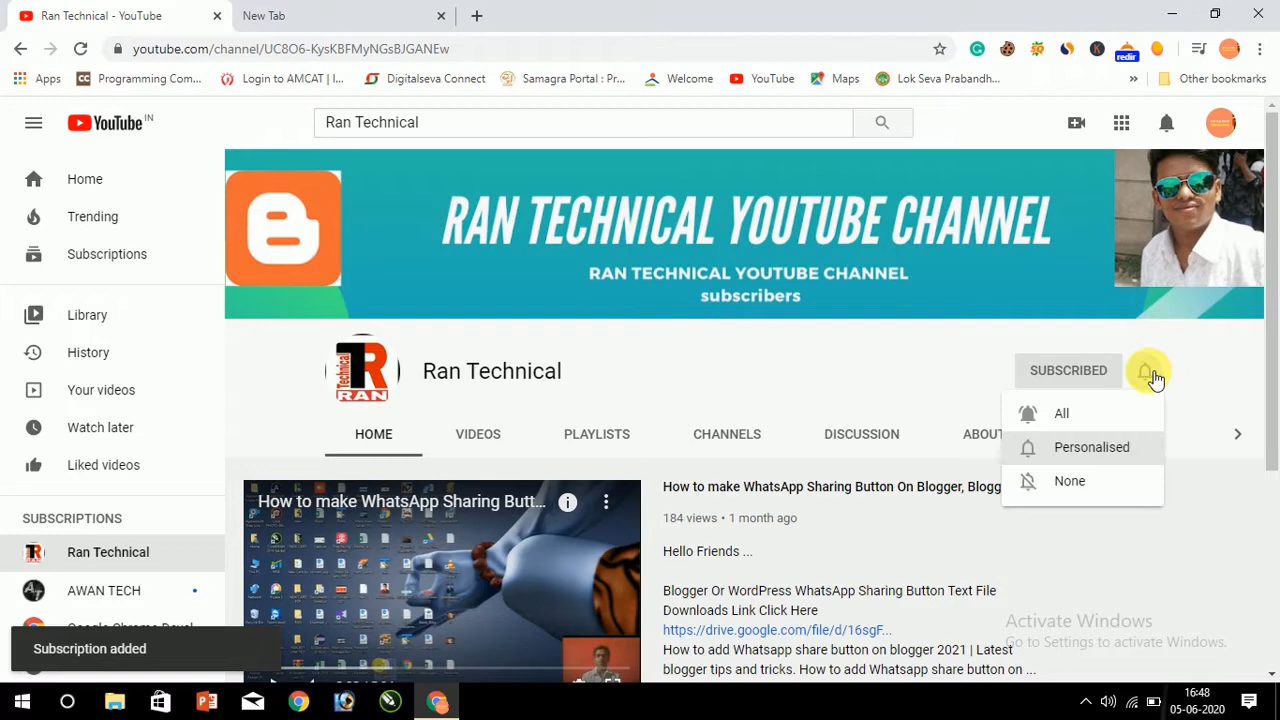 Ran Technical - YouTube
New Tab
youtube.com/channel/UC8O6-KysKBFMyNGsBJGANEw
redir
Apps
Programming Com...
Login to AMCAT | I...
Digitalseva Connect
Samagra Portal : Pr...
Welcome
YouTube
Maps
Lok Seva Prabandh...
Other bookmarks
YouTube IN
Ran Technical
Home
Trending
Subscriptions
Library
History
Your videos
Watch later
Liked videos
SUBSCRIPTIONS
Ran Technical
AWAN TECH
Subscription added
RAN TECHNICAL YOUTUBE CHANNEL
RAN TECHNICAL YOUTUBE CHANNEL
subscribers
Technical
TR
RAN
Ran Technical
SUBSCRIBED
All
Personalised
None
HOME
VIDEOS
PLAYLISTS
CHANNELS
DISCUSSION
ABOUT
How to make WhatsApp Sharing Butt...
How to make WhatsApp Sharing Button On Blogger, Blogg
184 views • 1 month ago
Hello Friends ...
Blogger Or WordPress WhatsApp Sharing Button Text File
Downloads Link Click Here
https://drive.google.com/file/d/16sgF...
How to add Whatsapp share button on blogger 2021 | Latest
blogger tips and tricks. How to add Whatsapp share button on ...
Activate Windows
Go to Settings to activate Windows.
16:48
05-06-2020